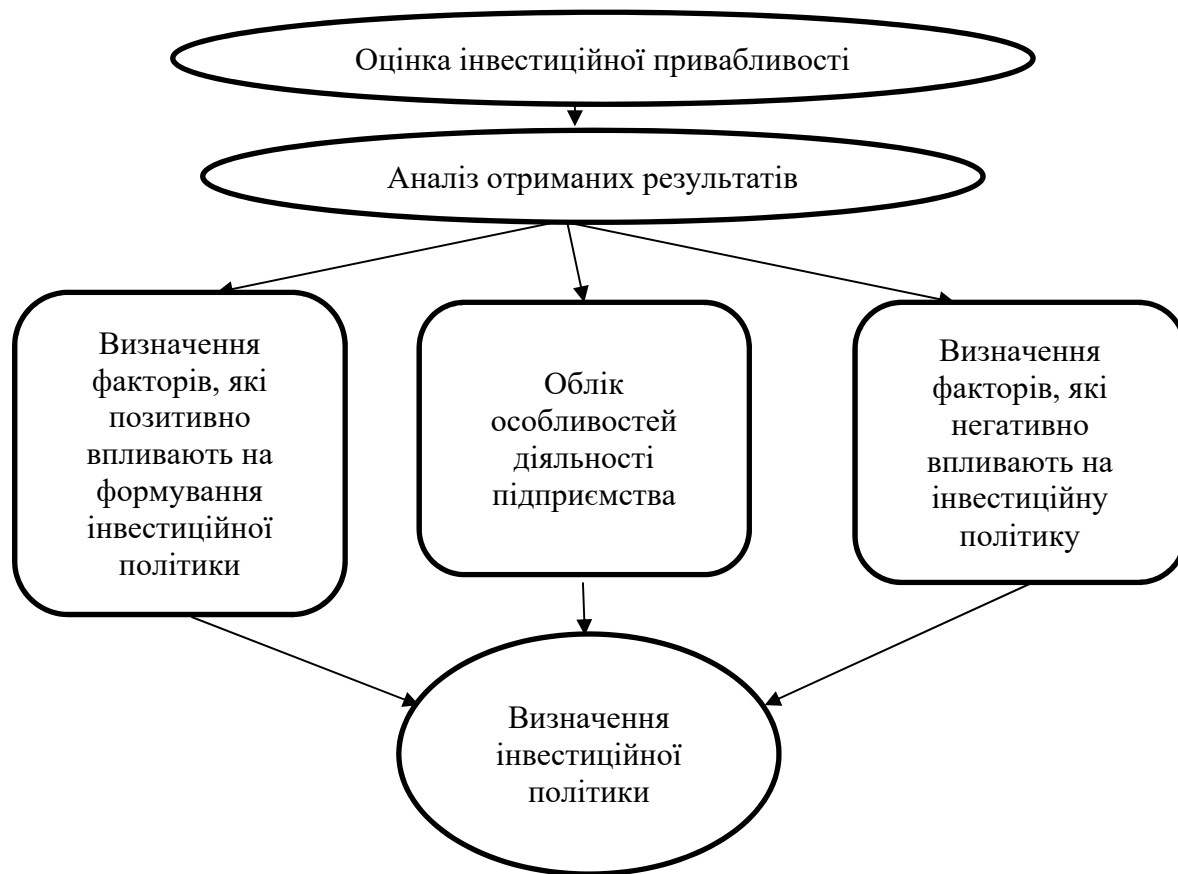 Оцінка інвестиційної привабливості
Аналіз отриманих результатів
Визначення
факторів, які
позитивно
впливають на
формування
інвестиційної
політики
Облік
особливостей
діяльності
підприємства
Визначення
факторів, які
негативно
впливають на
інвестиційну
політику
Визначення
інвестиційної
політики